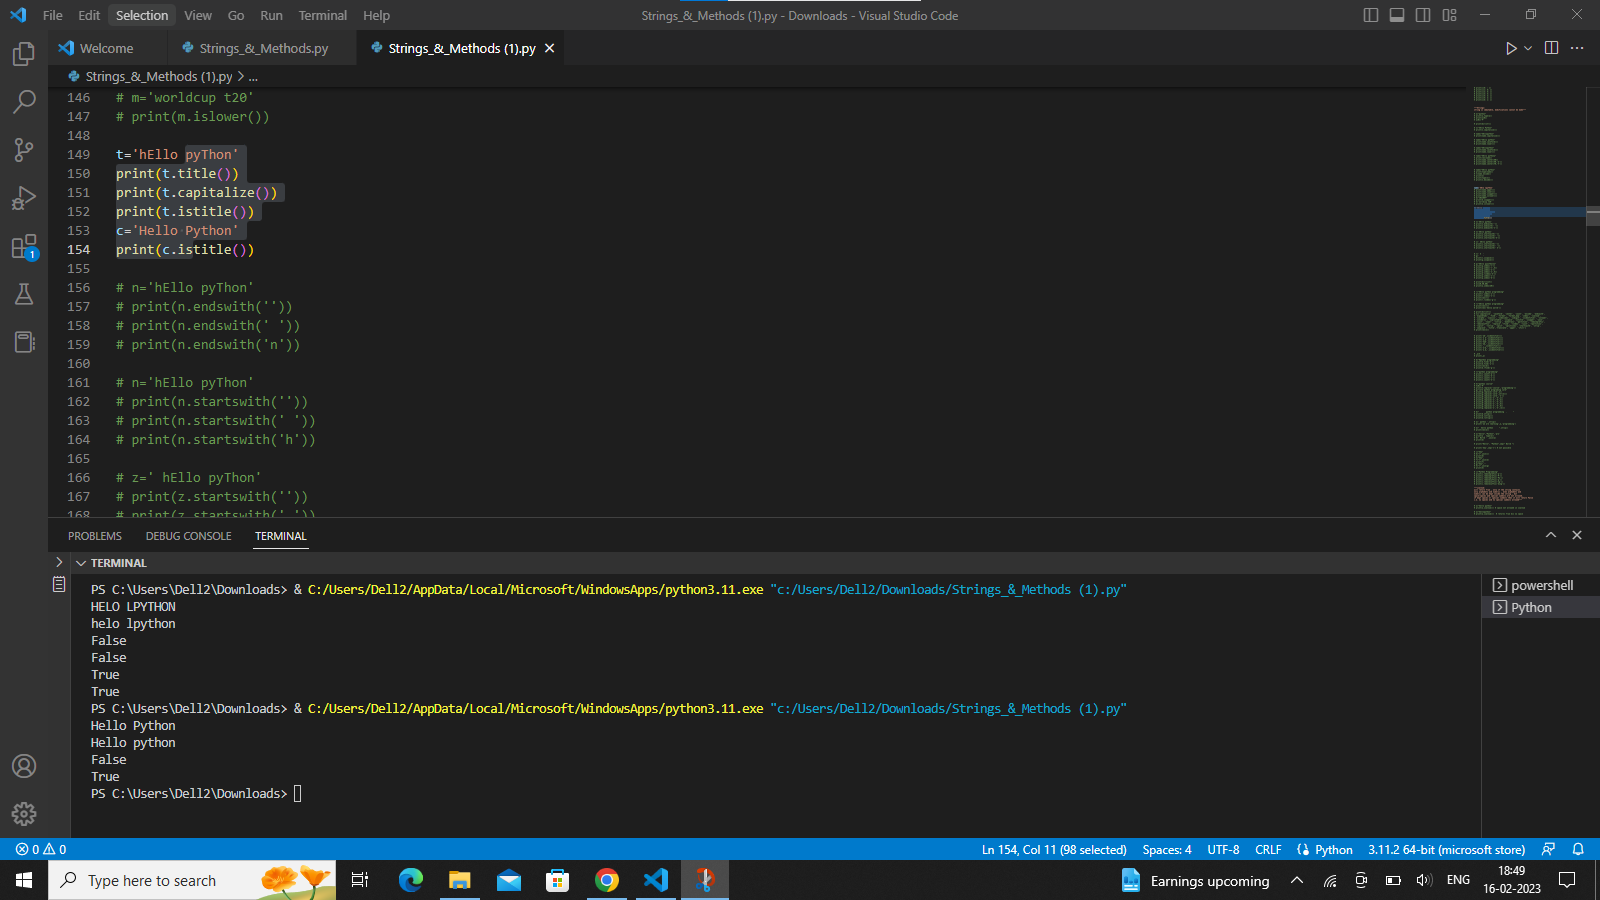 File Edit Selection View Go Run Terminal Help
Strings_&_Methods (1).py - Downloads - Visual Studio Code
Welcome
Strings_&_Methods.py
Strings_&_Methods (1).py
Strings_&_Methods (1).py > ...
146 # m='worldcup t20'
147 # print(m.islower())
148
149 t='hEllo pyThon'
150 print(t.title())
151 print(t.capitalize())
152 print(t.istitle())
153 c='Hello Python'
154 print(c.istitle())
155
156 # n='hEllo pyThon'
157 # print(n.endswith(''))
158 # print(n.endswith(' '))
159 # print(n.endswith('n'))
160
161 # n='hEllo pyThon'
162 # print(n.startswith(''))
163 # print(n.startswith(' '))
164 # print(n.startswith('h'))
165
166 # z=' hEllo pyThon'
167 # print(z.startswith(''))
168 # print(z.startswith(' '))
PROBLEMS DEBUG CONSOLE TERMINAL
TERMINAL
PS C:\Users\Dell2\Downloads> & C:/Users/Dell2/AppData/Local/Microsoft/WindowsApps/python3.11.exe "c:/Users/Dell2/Downloads/Strings_&_Methods (1).py"
HELO LPYTHON
helo lpython
False
False
True
True
PS C:\Users\Dell2\Downloads> & C:/Users/Dell2/AppData/Local/Microsoft/WindowsApps/python3.11.exe "c:/Users/Dell2/Downloads/Strings_&_Methods (1).py"
Hello Python
Hello python
False
True
PS C:\Users\Dell2\Downloads>
powershell
Python
1
0 0
Ln 154, Col 11 (98 selected) Spaces: 4 UTF-8 CRLF Python 3.11.2 64-bit (microsoft store)
Type here to search
Earnings upcoming
ENG
18:49
16-02-2023